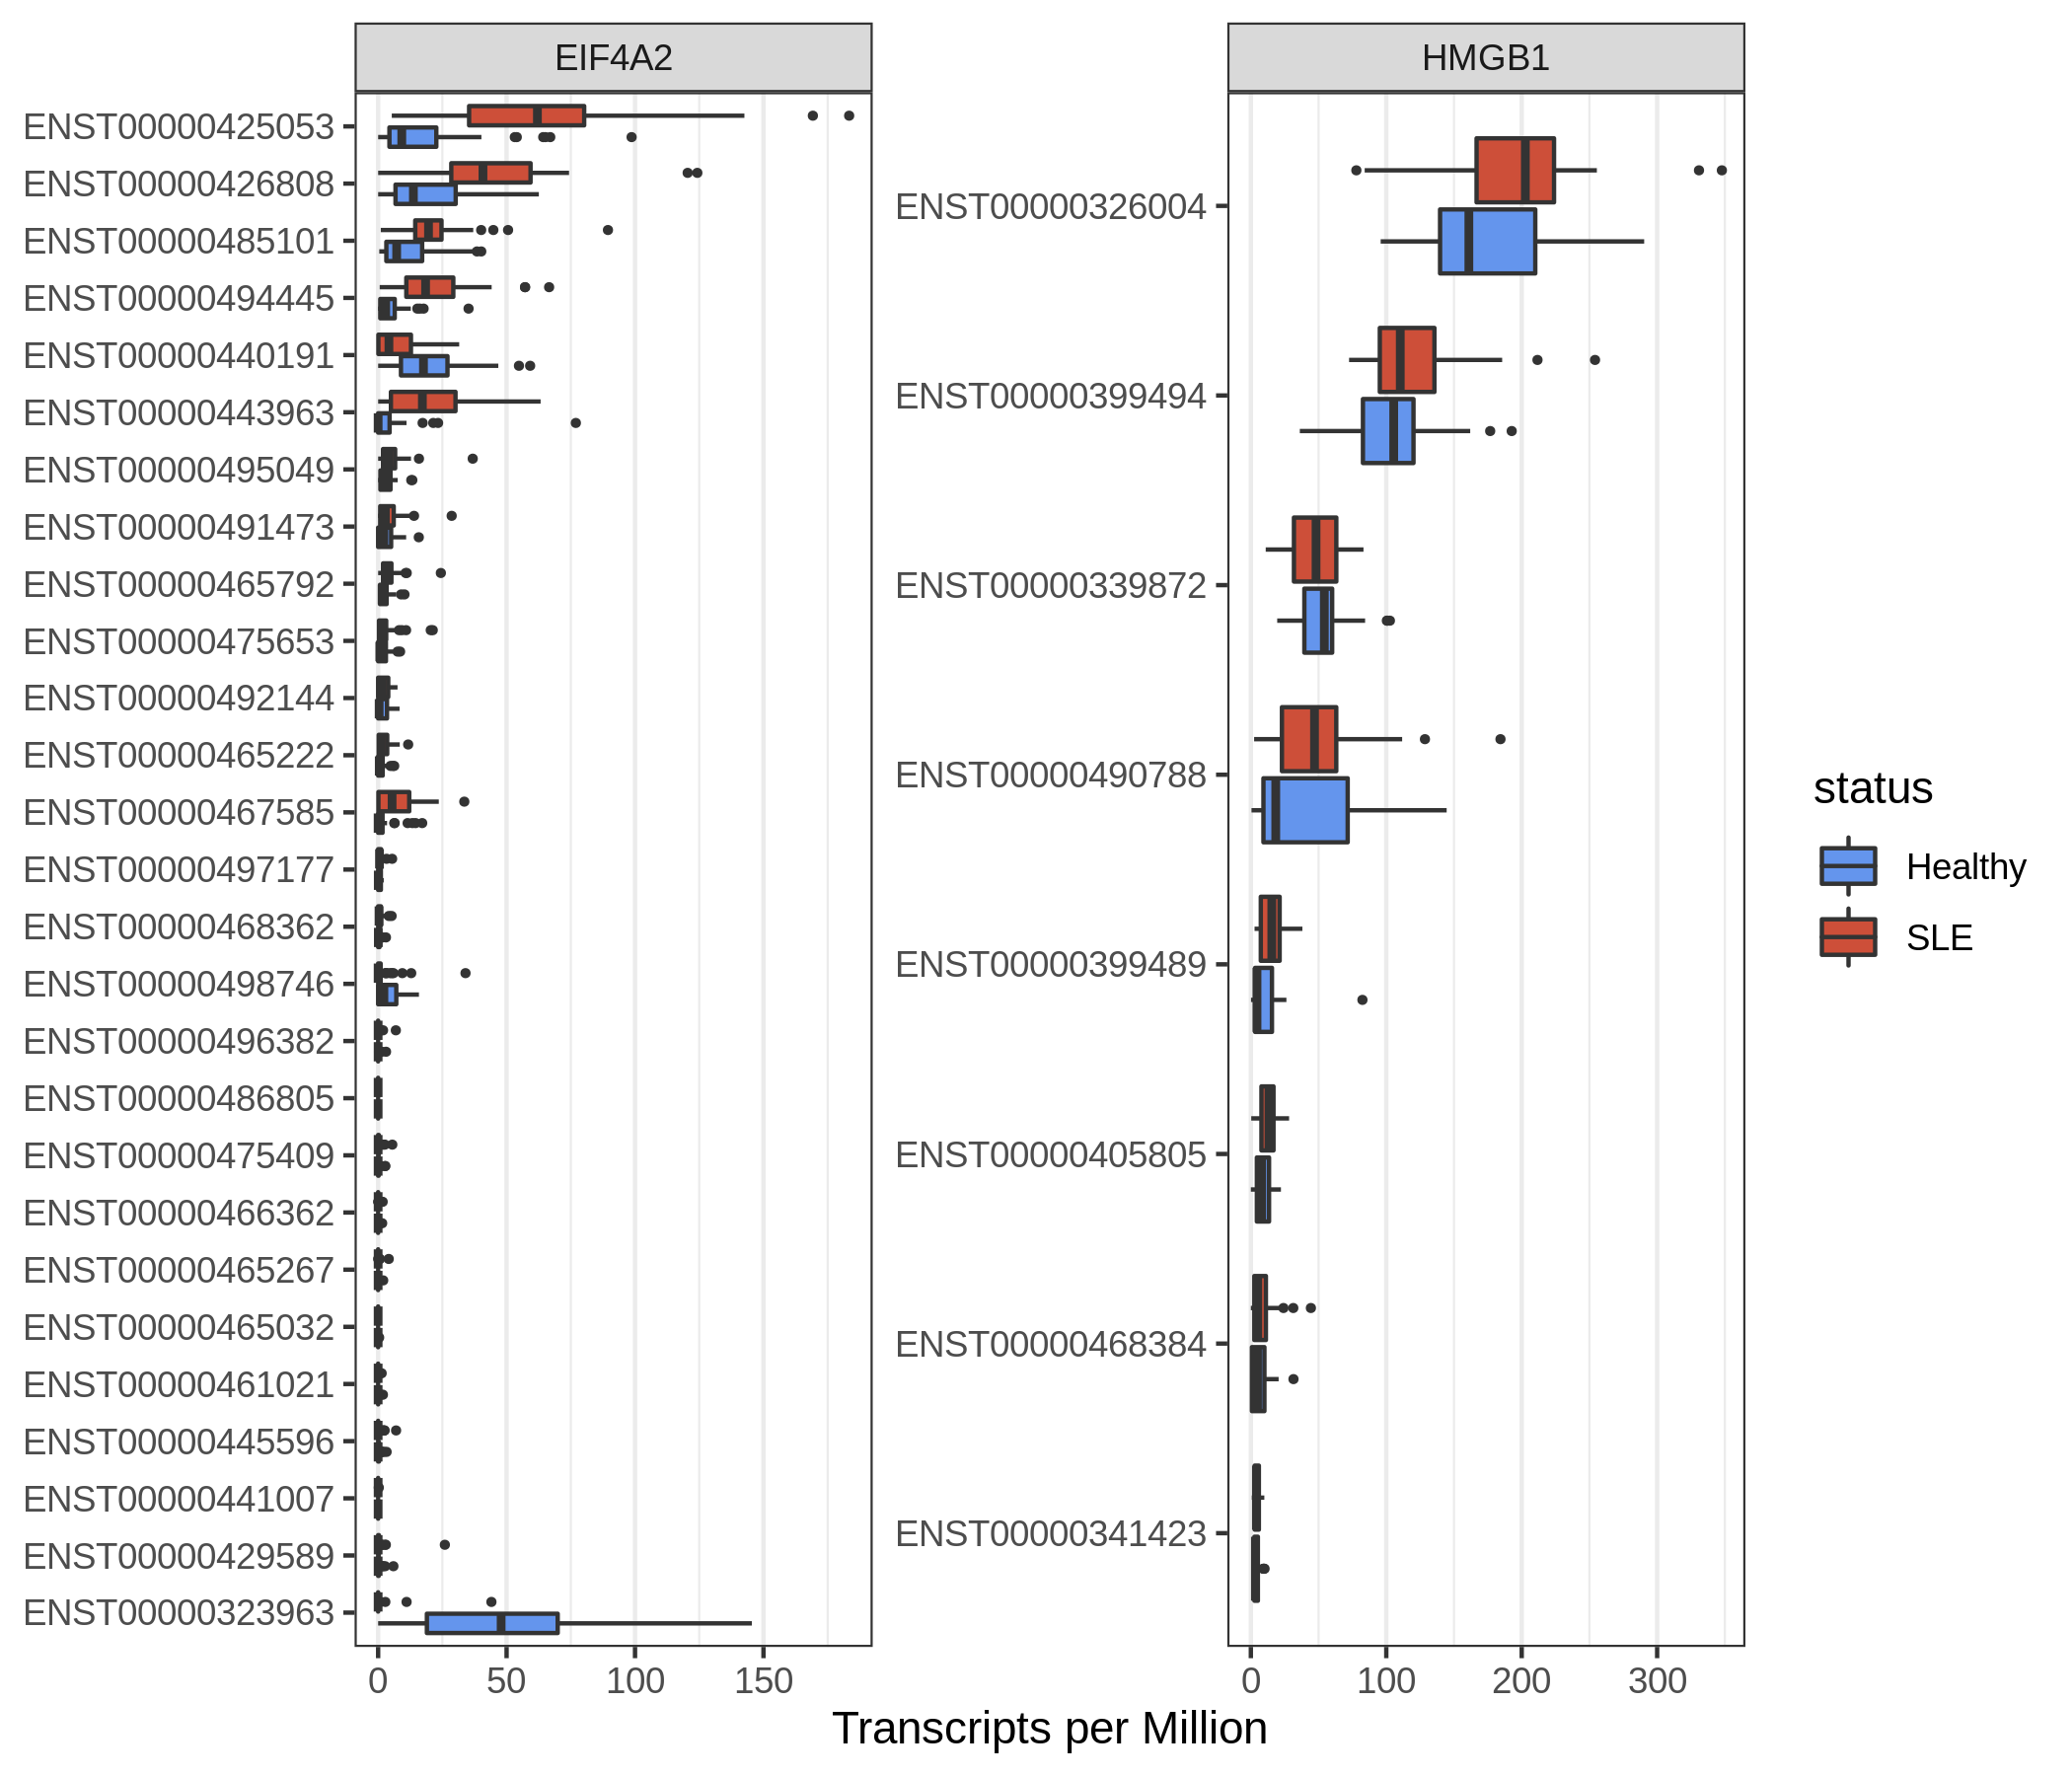 EIF4A2
ENST00000425053
ENST00000426808
ENST00000485101
ENST00000494445
ENST00000440191
ENST00000443963
ENST00000495049
ENST00000491473
ENST00000465792
ENST00000475653
ENST00000492144
ENST00000465222
ENST00000467585
ENST00000497177
ENST00000468362
ENST00000498746
ENST00000496382
ENST00000486805
ENST00000475409
ENST00000466362
ENST00000465267
ENST00000465032
ENST00000461021
ENST00000445596
ENST00000441007
ENST00000429589
ENST00000323963
0 50 100 150
HMGB1
ENST00000326004
ENST00000399494
ENST00000339872
ENST00000490788
ENST00000399489
ENST00000405805
ENST00000468384
ENST00000341423
0 100 200 300
Transcripts per Million
status
Healthy
SLE